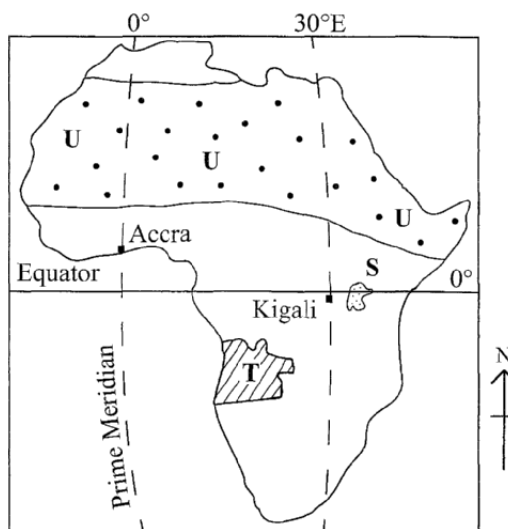 0° 30°E
U
U
U
Accra
S
Equator 0°
Kigali
N
T
Prime Meridian